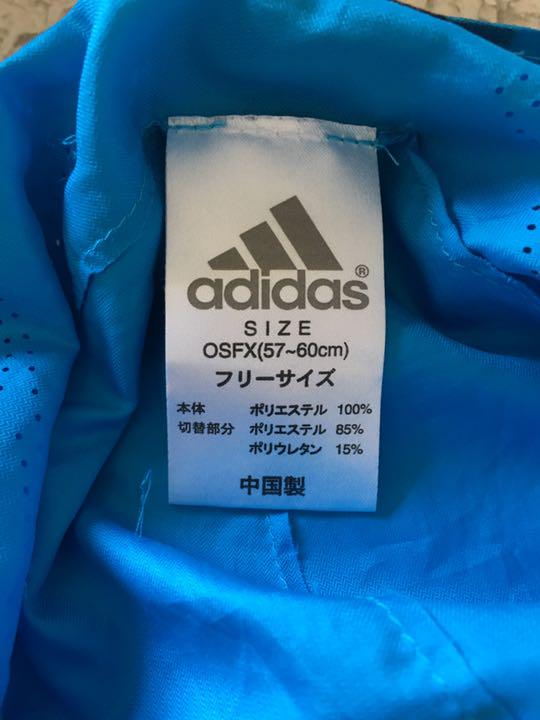 adidas®
SIZE
OSFX(57~60cm)
フリーサイズ
本体 ポリエステル 100%
切替部分 ポリエステル 85%
ポリウレタン 15%
中国製